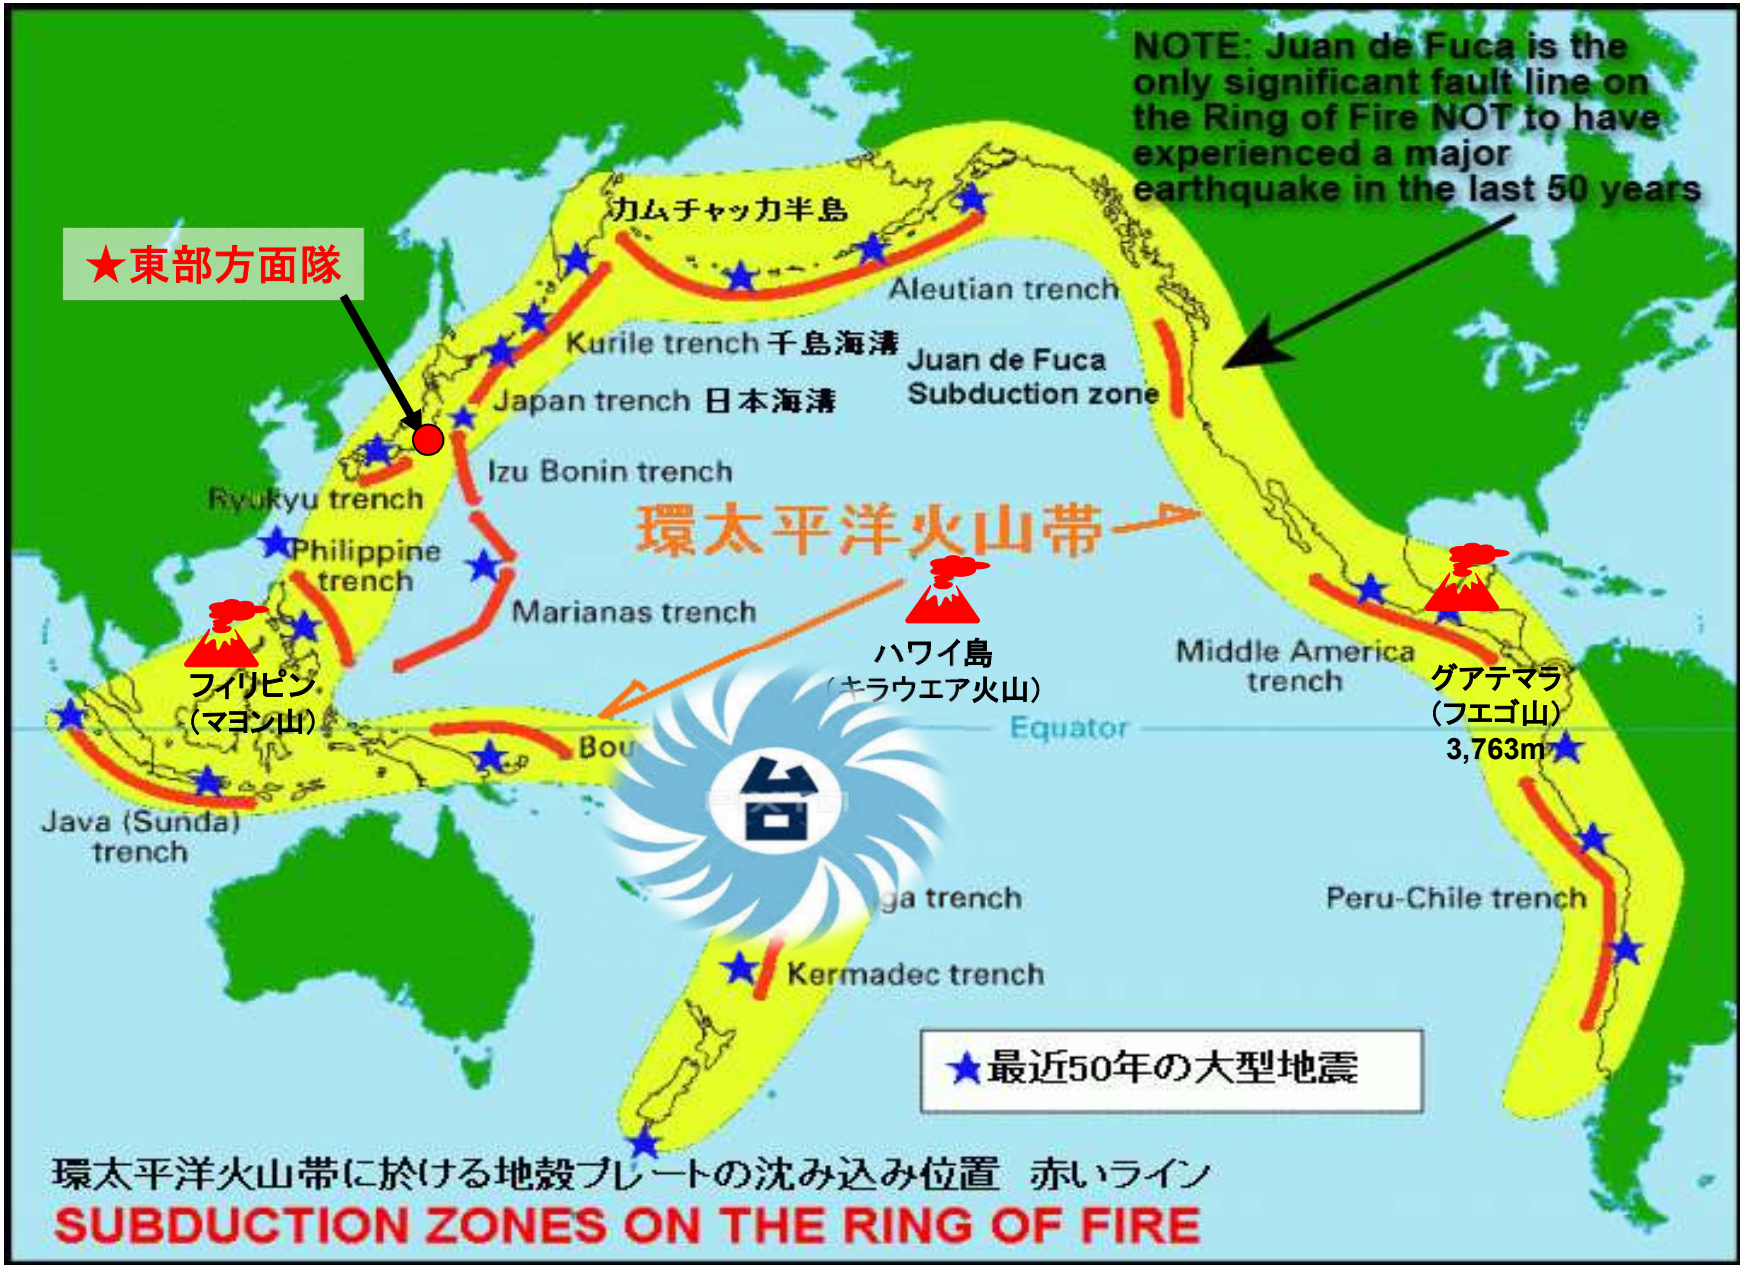 NOTE: Juan de Fuca is the
only significant fault line on
the Ring of Fire NOT to have
experienced a major
earthquake in the last 50 years
カムチャッカ半島
★東部方面隊
Aleutian trench
Kurile trench 千島海溝
Juan de Fuca
Subduction zone
Japan trench 日本海溝
Izu Bonin trench
Ryukyu trench
環太平洋火山帯
Philippine
trench
Marianas trench
ハワイ島
(キラウエア火山)
Middle America
trench
グアテマラ
(フエゴ山)
3,763m
フィリピン
(マヨン山)
Equator
Bou
台
Java (Sunda)
trench
ga trench
Peru-Chile trench
Kermadec trench
★最近50年の大型地震
環太平洋火山帯に於ける地殻プレートの沈み込み位置 赤いライン
SUBDUCTION ZONES ON THE RING OF FIRE